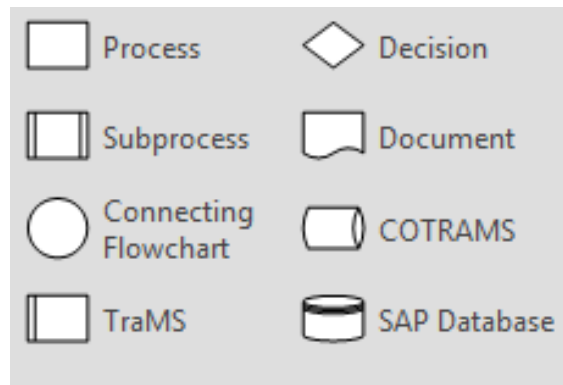 Process
Decision
Subprocess
Document
Connecting
Flowchart
COTRAMS
TraMS
SAP Database